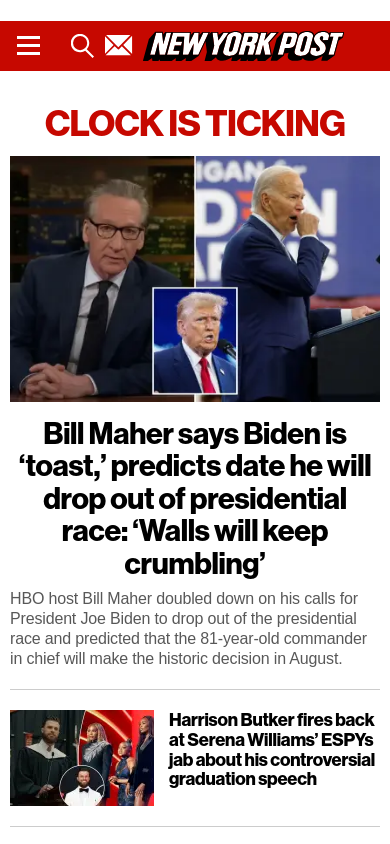 NEW YORK POST
CLOCK IS TICKING
IGAN f
DEN
ARRIS
Bill Maher says Biden is
‘toast,’ predicts date he will
drop out of presidential
race: ‘Walls will keep
crumbling’
HBO host Bill Maher doubled down on his calls for
President Joe Biden to drop out of the presidential
race and predicted that the 81-year-old commander
in chief will make the historic decision in August.
Harrison Butker fires back
at Serena Williams’ ESPYs
jab about his controversial
graduation speech